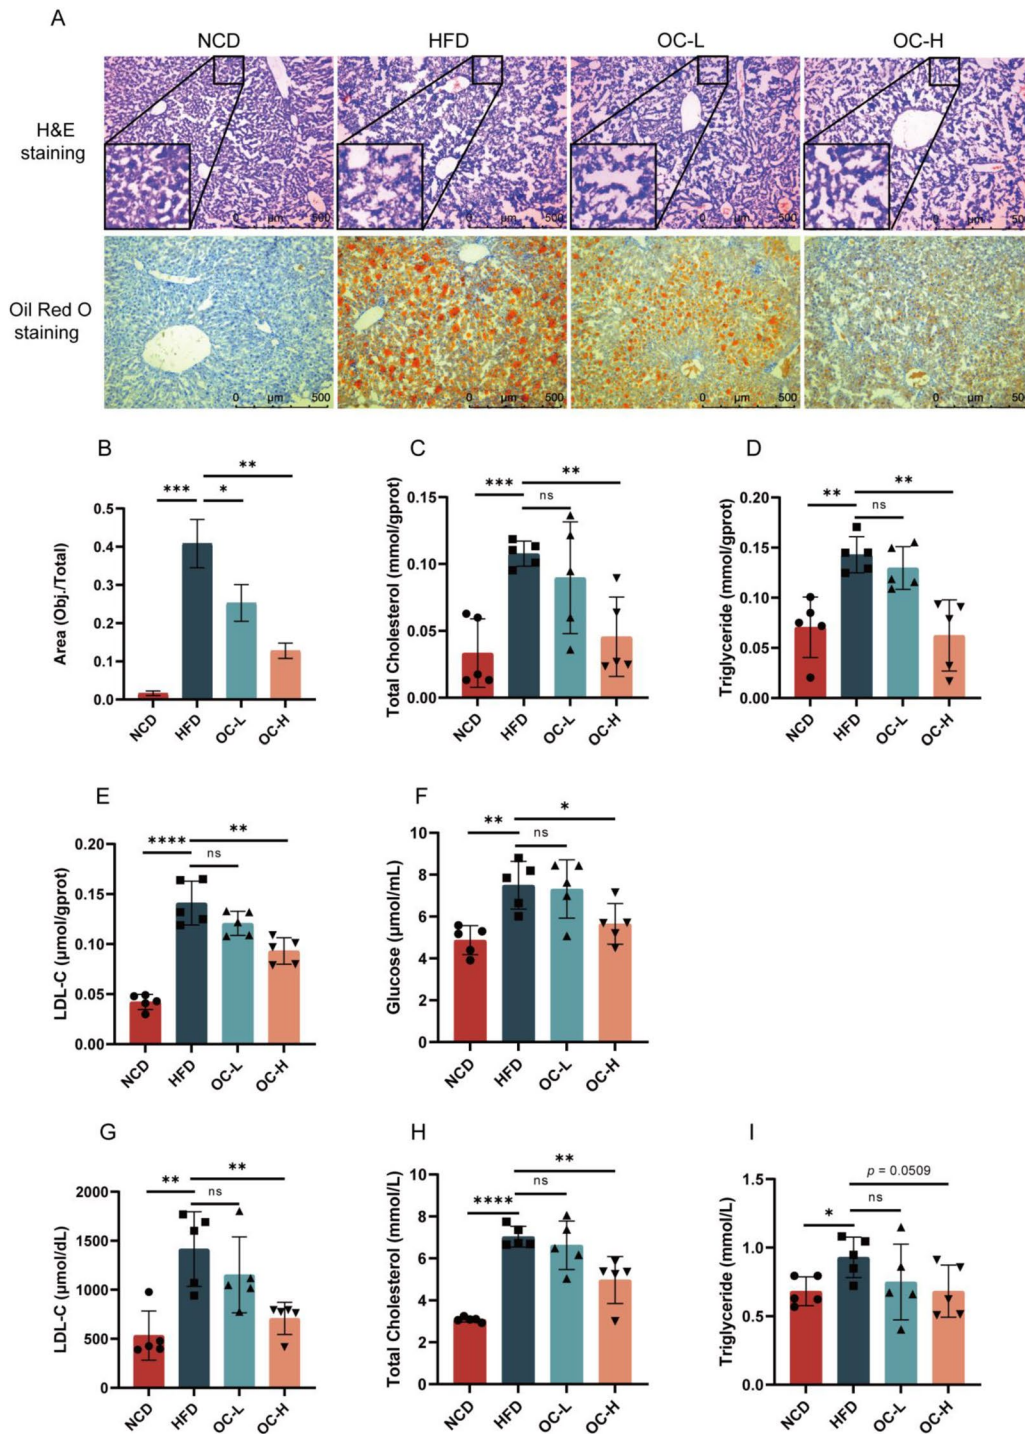 A
NCD HFD OC-L OC-H
H&E
staining
0 μm 500
0 μm 500
0 μm 500
0 μm 500
Oil Red O
staining
0 μm 500
0 μm 500
0 μm 500
0 μm 500
B
**
*** *
Area (Obj./Total)
0.5
0.4
0.3
0.2
0.1
0.0
NCD HFD OC-L OC-H
C
**
*** ns
Total Cholesterol (mmol/gprot)
0.15
0.10
0.05
0.00
NCD HFD OC-L OC-H
D
**
** ns
Triglyceride (mmol/gprot)
0.20
0.15
0.10
0.05
0.00
NCD HFD OC-L OC-H
E
**
**** ns
LDL-C (μmol/gprot)
0.20
0.15
0.10
0.05
0.00
NCD HFD OC-L OC-H
F
*
** ns
Glucose (μmol/mL)
10
8
6
4
2
0
NCD HFD OC-L OC-H
G
**
** ns
LDL-C (μmol/dL)
2000
1500
1000
500
0
NCD HFD OC-L OC-H
H
**
**** ns
Total Cholesterol (mmol/L)
10
8
6
4
2
0
NCD HFD OC-L OC-H
I
p = 0.0509
* ns
Triglyceride (mmol/L)
1.5
1.0
0.5
0.0
NCD HFD OC-L OC-H